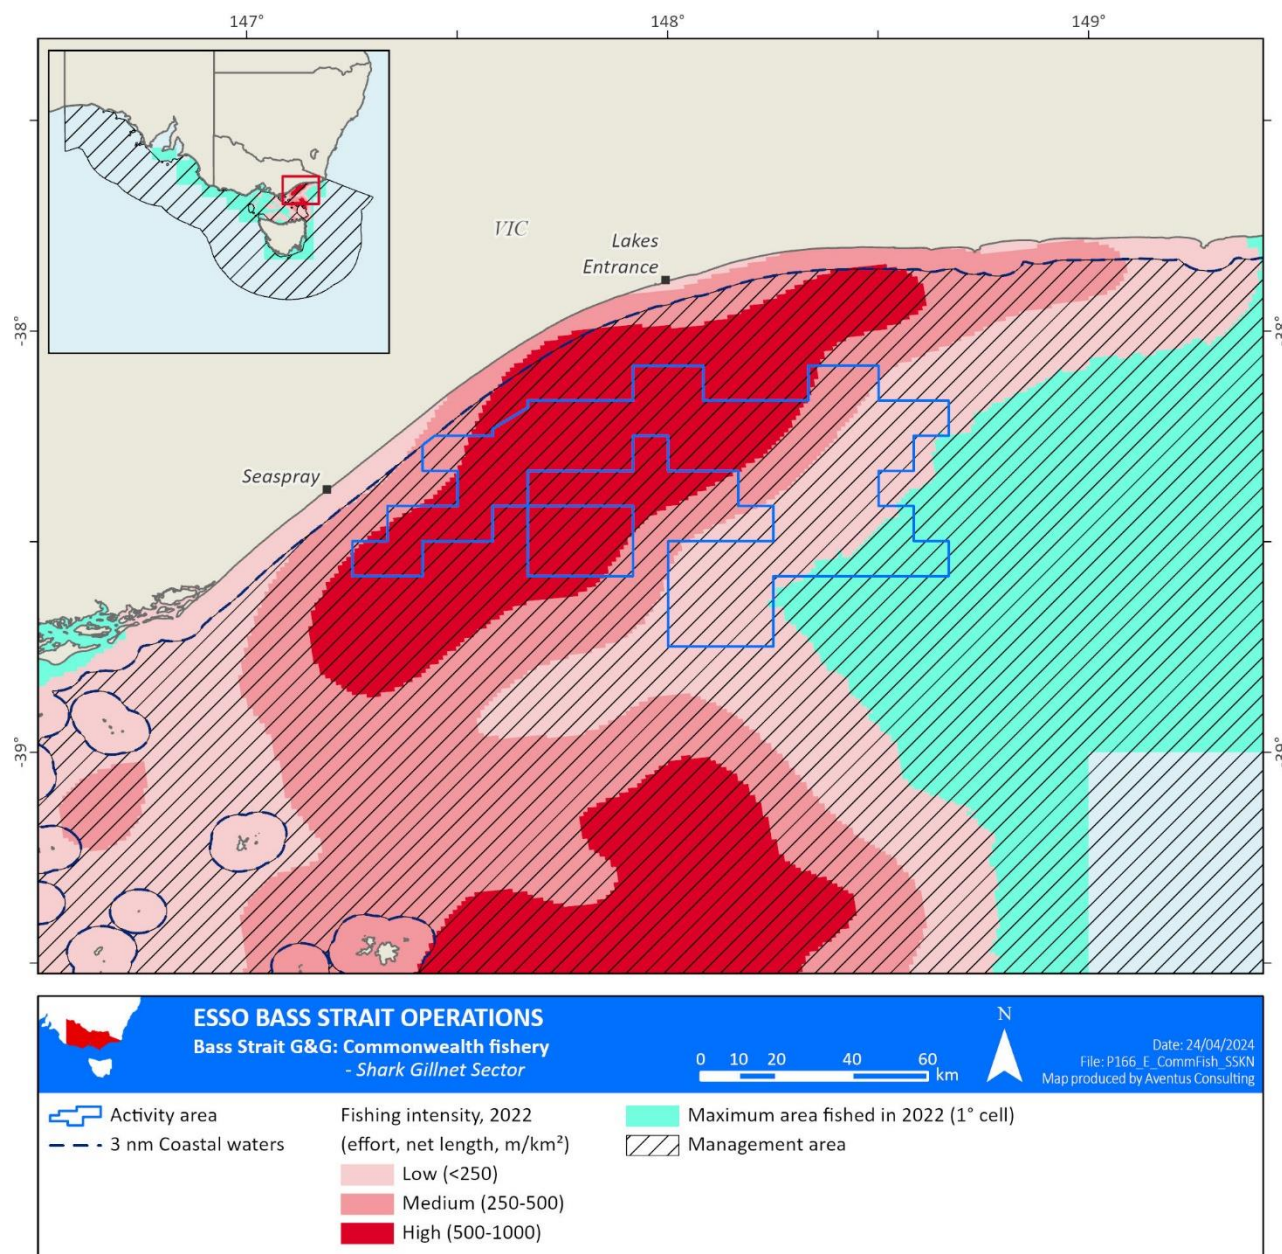 147°
148°
149°
VIC
Lakes
Entrance
-38°
-38°
Seaspray
-39°
-39°
ESSO BASS STRAIT OPERATIONS
Bass Strait G&G: Commonwealth fishery
- Shark Gillnet Sector
0 10 20 40 60
km
N
Date: 24/04/2024
File: P166_E_CommFish_SSKN
Map produced by Aventus Consulting
Activity area
3 nm Coastal waters
Fishing intensity, 2022
(effort, net length, m/km²)
Low (<250)
Medium (250-500)
High (500-1000)
Maximum area fished in 2022 (1° cell)
Management area